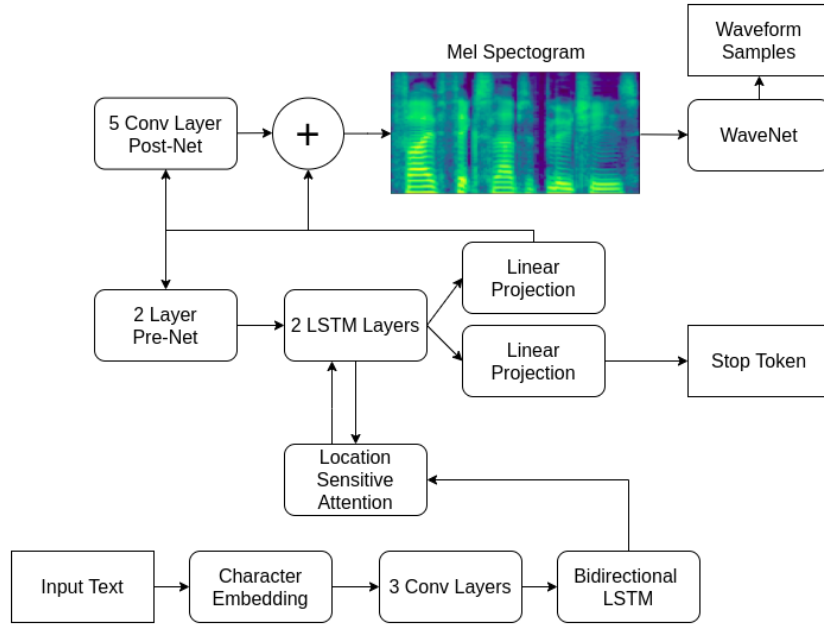 Waveform
Samples
Mel Spectogram
5 Conv Layer
Post-Net
+
WaveNet
Linear
Projection
2 Layer
Pre-Net
2 LSTM Layers
Linear
Projection
Stop Token
Location
Sensitive
Attention
Input Text
Character
Embedding
3 Conv Layers
Bidirectional
LSTM